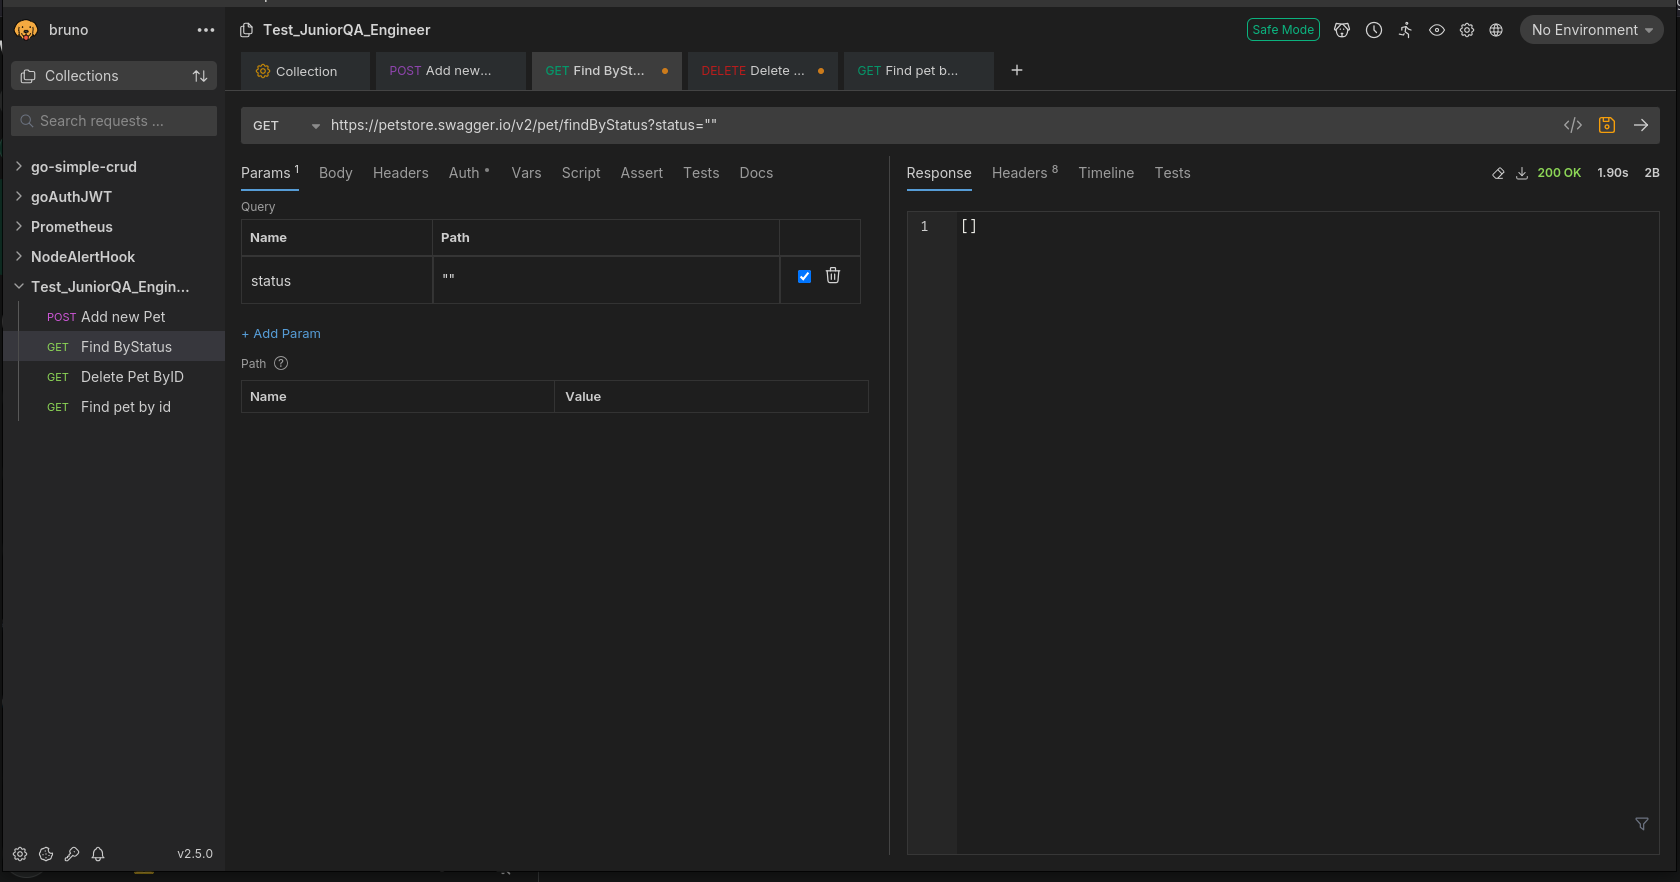 bruno
Test_JuniorQA_Engineer
Safe Mode
No Environment
Collections
Collection
POST Add new...
GET Find BySt...
DELETE Delete ...
GET Find pet b...
Search requests ...
GET
https://petstore.swagger.io/v2/pet/findByStatus?status=""
go-simple-crud
goAuthJWT
Prometheus
NodeAlertHook
Test_JuniorQA_Engin...
POST Add new Pet
GET Find ByStatus
GET Delete Pet ByID
GET Find pet by id
v2.5.0
Params 1 Body Headers Auth Vars Script Assert Tests Docs
Query
Name Path
status ""
+ Add Param
Path ?
Name Value
Response Headers 8 Timeline Tests
200 OK 1.90s 2B
1 []